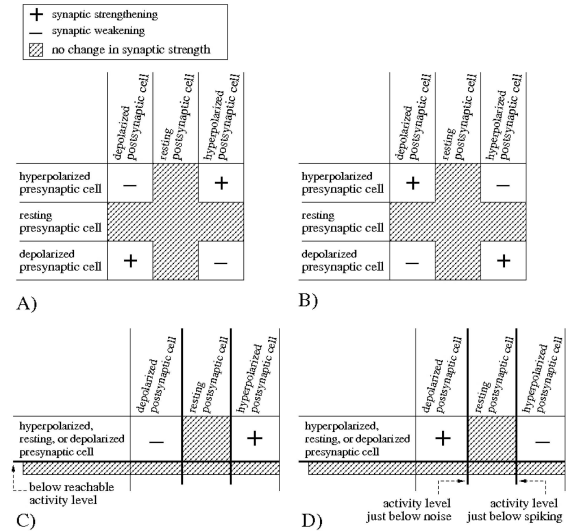 + synaptic strengthening
– synaptic weakening
no change in synaptic strength
depolarized
postsynaptic cell
resting
postsynaptic cell
hyperpolarized
postsynaptic cell
hyperpolarized
presynaptic cell
– +
resting
presynaptic cell
depolarized
presynaptic cell
+ –
A)
depolarized
postsynaptic cell
resting
postsynaptic cell
hyperpolarized
postsynaptic cell
hyperpolarized
presynaptic cell
+ –
resting
presynaptic cell
depolarized
presynaptic cell
– +
B)
depolarized
postsynaptic cell
resting
postsynaptic cell
hyperpolarized
postsynaptic cell
hyperpolarized,
resting, or depolarized
presynaptic cell
– +
below reachable
activity level
C)
depolarized
postsynaptic cell
resting
postsynaptic cell
hyperpolarized
postsynaptic cell
hyperpolarized,
resting, or depolarized
presynaptic cell
+ –
activity level
just below noise
activity level
just below spiking
D)